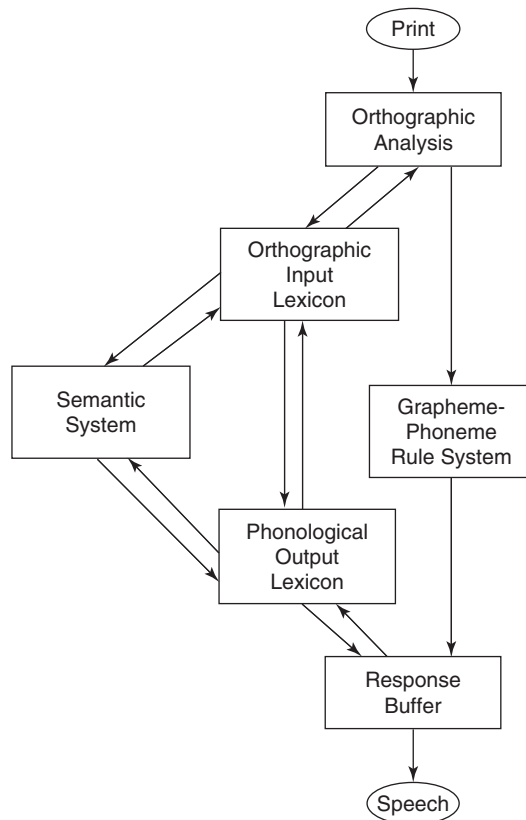 Print
Orthographic
Analysis
Orthographic
Input
Lexicon
Semantic
System
Grapheme-
Phoneme
Rule System
Phonological
Output
Lexicon
Response
Buffer
Speech